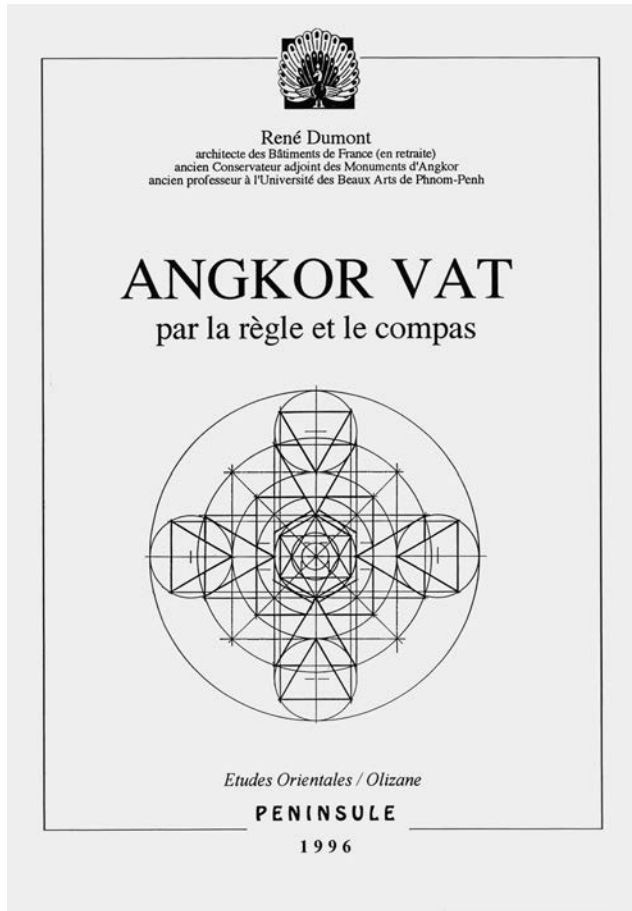 René Dumont
architecte des Bâtiments de France (en retraite)
ancien Conservateur adjoint des Monuments d'Angkor
ancien professeur à l'Université des Beaux Arts de Phnom-Penh
ANGKOR VAT
par la règle et le compas
Etudes Orientales / Olizane
PENINSULE
1996